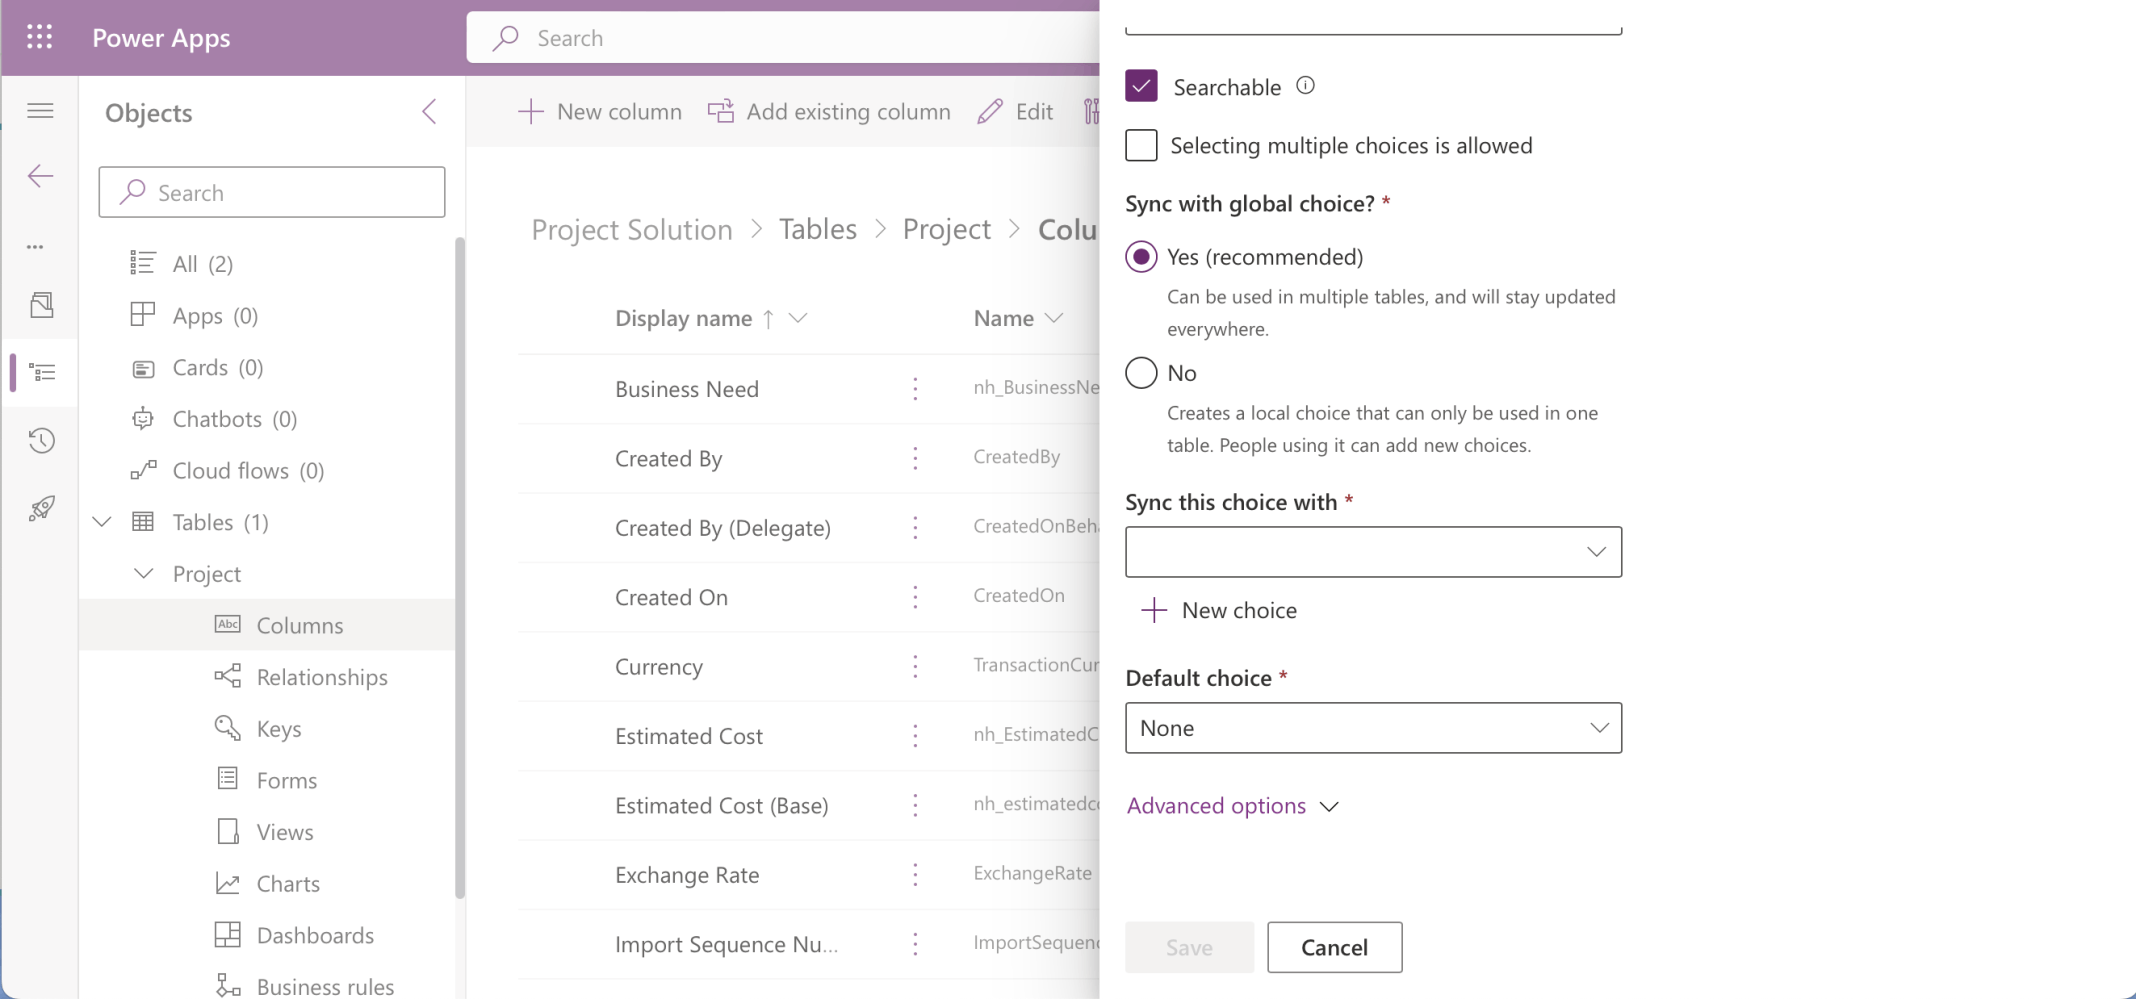 Power Apps
Search
Objects
Search
All (2)
Apps (0)
Cards (0)
Chatbots (0)
Cloud flows (0)
Tables (1)
Project
Abc Columns
Relationships
Keys
Forms
Views
Charts
Dashboards
Business rules
New column
Add existing column
Edit
Project Solution > Tables > Project > Colu
Display name ↑
Name
Business Need
nh_BusinessNe
Created By
CreatedBy
Created By (Delegate)
CreatedOnBeha
Created On
CreatedOn
Currency
TransactionCur
Estimated Cost
nh_EstimatedC
Estimated Cost (Base)
nh_estimatedco
Exchange Rate
ExchangeRate
Import Sequence Nu...
ImportSequenc
Searchable
Selecting multiple choices is allowed
Sync with global choice? *
Yes (recommended)
Can be used in multiple tables, and will stay updated
everywhere.
No
Creates a local choice that can only be used in one
table. People using it can add new choices.
Sync this choice with *
New choice
Default choice *
None
Advanced options
Save
Cancel